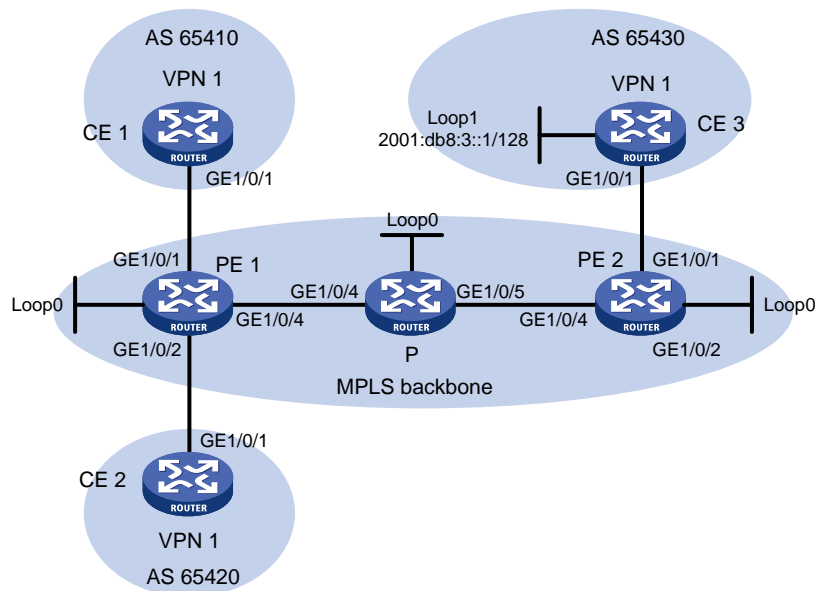 AS 65410
VPN 1
CE 1
ROUTER
GE1/0/1
AS 65430
VPN 1
Loop1
2001:db8:3::1/128
CE 3
ROUTER
GE1/0/1
Loop0
GE1/0/1
PE 1
Loop0
ROUTER
GE1/0/4
GE1/0/2
GE1/0/4
GE1/0/5
ROUTER
P
PE 2
GE1/0/1
GE1/0/4
ROUTER
Loop0
GE1/0/2
MPLS backbone
GE1/0/1
CE 2
ROUTER
VPN 1
AS 65420